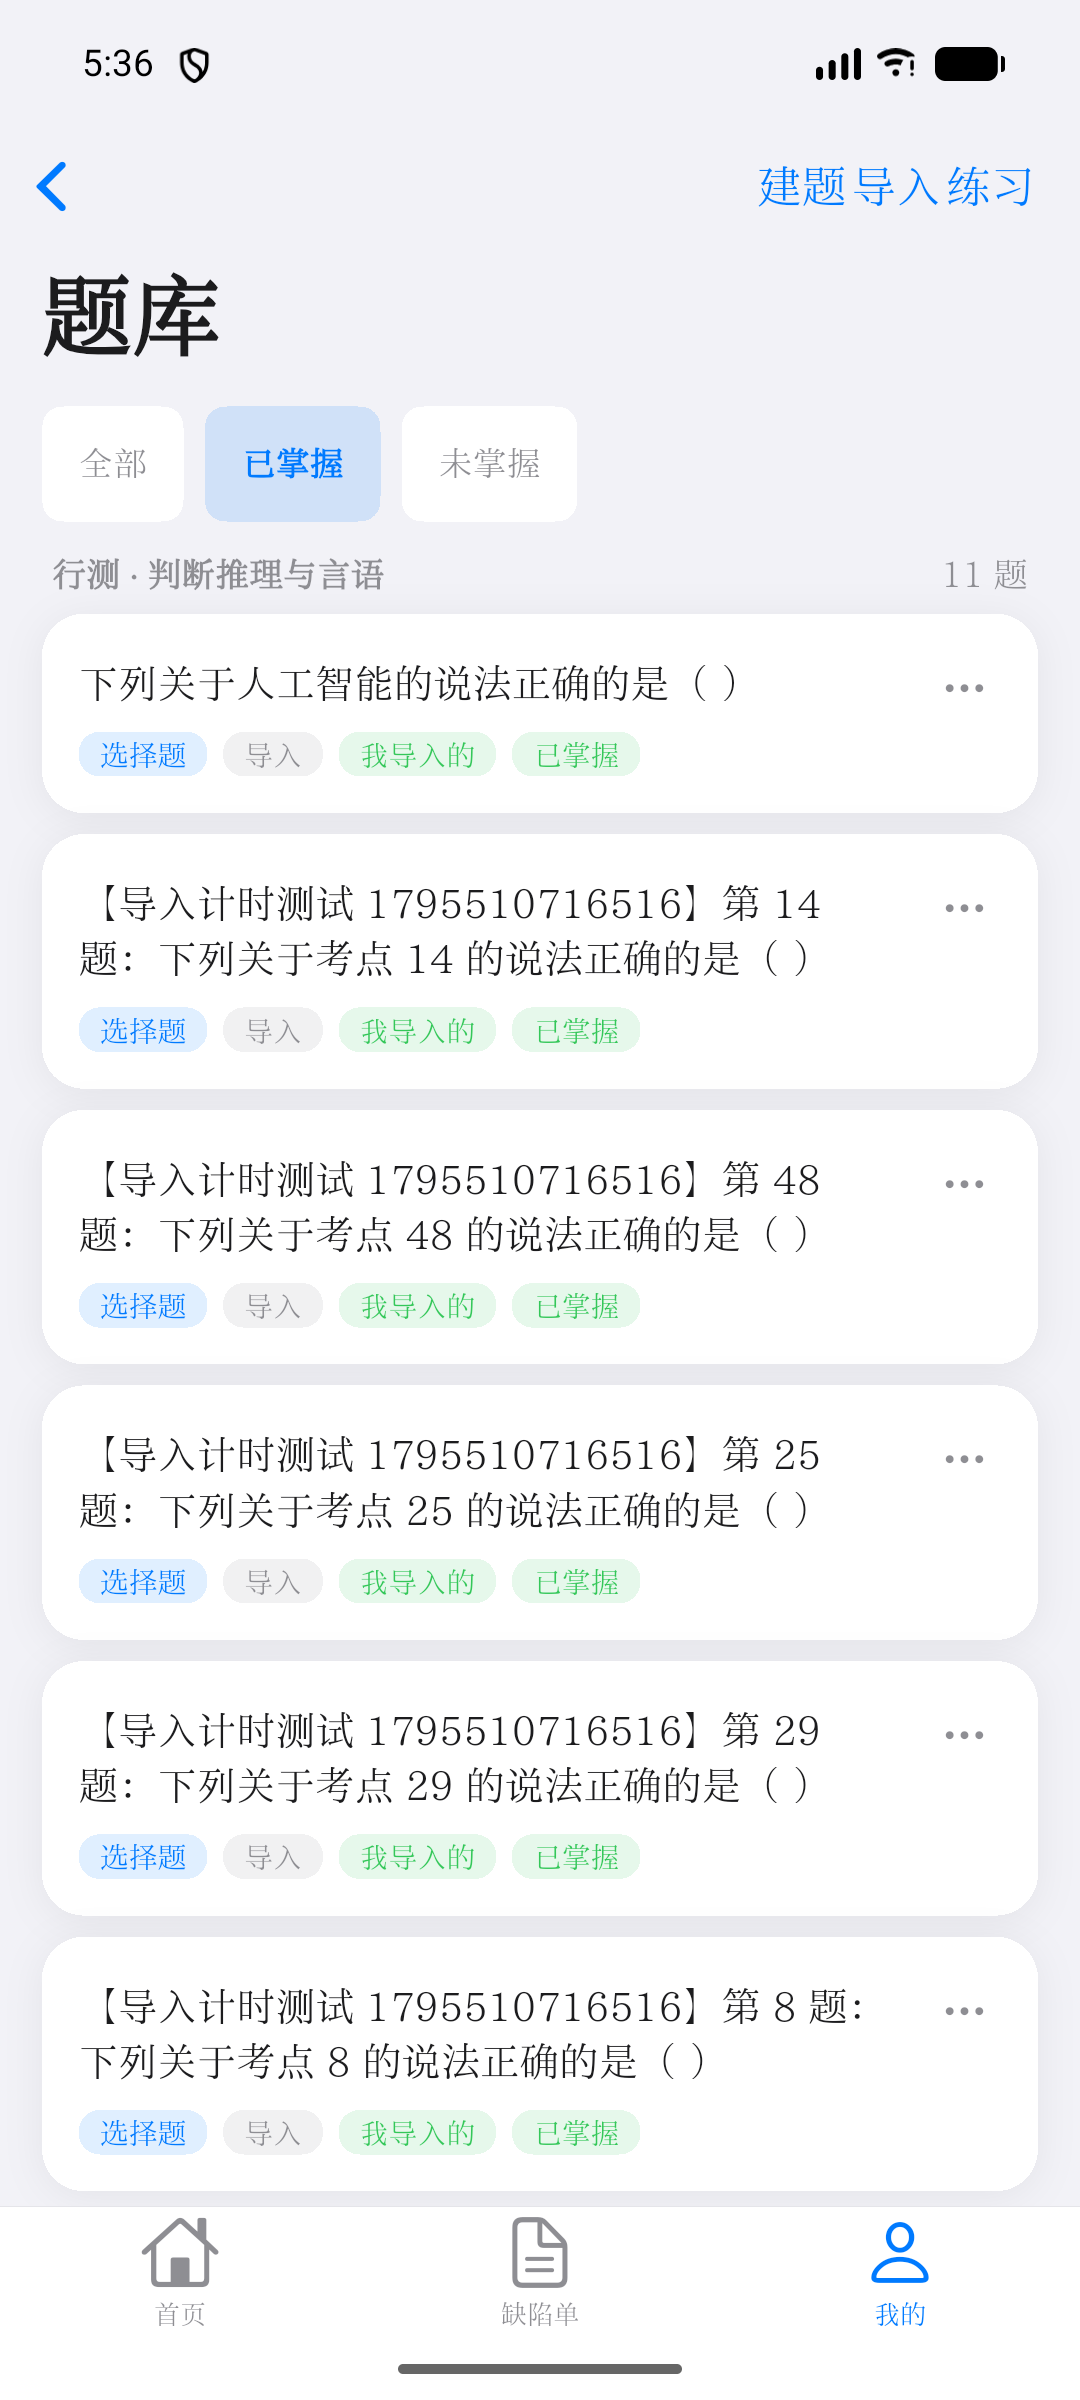 5:36
建题 导入 练习
题库
全部 已掌握 未掌握
行测 · 判断推理与言语 11 题
下列关于人工智能的说法正确的是（ ）
选择题 导入 我导入的 已掌握
【导入计时测试 1795510716516】第 14
题：下列关于考点 14 的说法正确的是（ ）
选择题 导入 我导入的 已掌握
【导入计时测试 1795510716516】第 48
题：下列关于考点 48 的说法正确的是（ ）
选择题 导入 我导入的 已掌握
【导入计时测试 1795510716516】第 25
题：下列关于考点 25 的说法正确的是（ ）
选择题 导入 我导入的 已掌握
【导入计时测试 1795510716516】第 29
题：下列关于考点 29 的说法正确的是（ ）
选择题 导入 我导入的 已掌握
【导入计时测试 1795510716516】第 8 题：
下列关于考点 8 的说法正确的是（ ）
选择题 导入 我导入的 已掌握
首页 缺陷单 我的